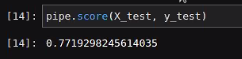 [14]: pipe.score(X_test, y_test)
[14]: 0.7719298245614035